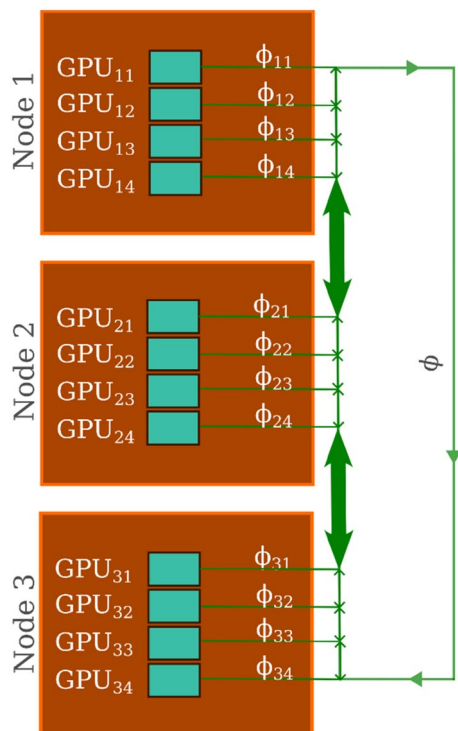 Node 1
GPU₁₁ ϕ₁₁
GPU₁₂ ϕ₁₂
GPU₁₃ ϕ₁₃
GPU₁₄ ϕ₁₄
Node 2
GPU₂₁ ϕ₂₁
GPU₂₂ ϕ₂₂
GPU₂₃ ϕ₂₃
GPU₂₄ ϕ₂₄
ϕ
Node 3
GPU₃₁ ϕ₃₁
GPU₃₂ ϕ₃₂
GPU₃₃ ϕ₃₃
GPU₃₄ ϕ₃₄